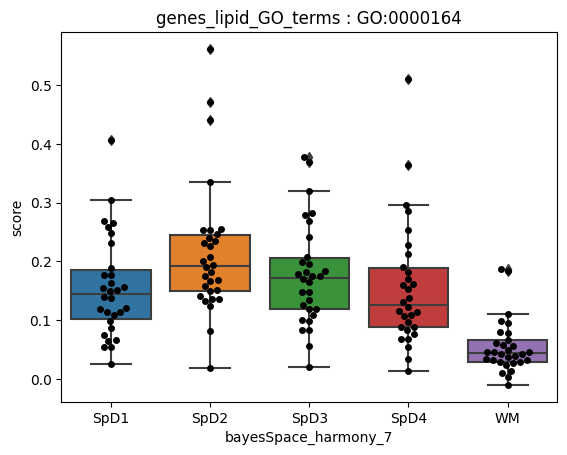 genes_lipid_GO_terms : GO:0000164
0.5
0.4
0.3
0.2
0.1
0.0
score
SpD1 SpD2 SpD3 SpD4 WM
bayesSpace_harmony_7